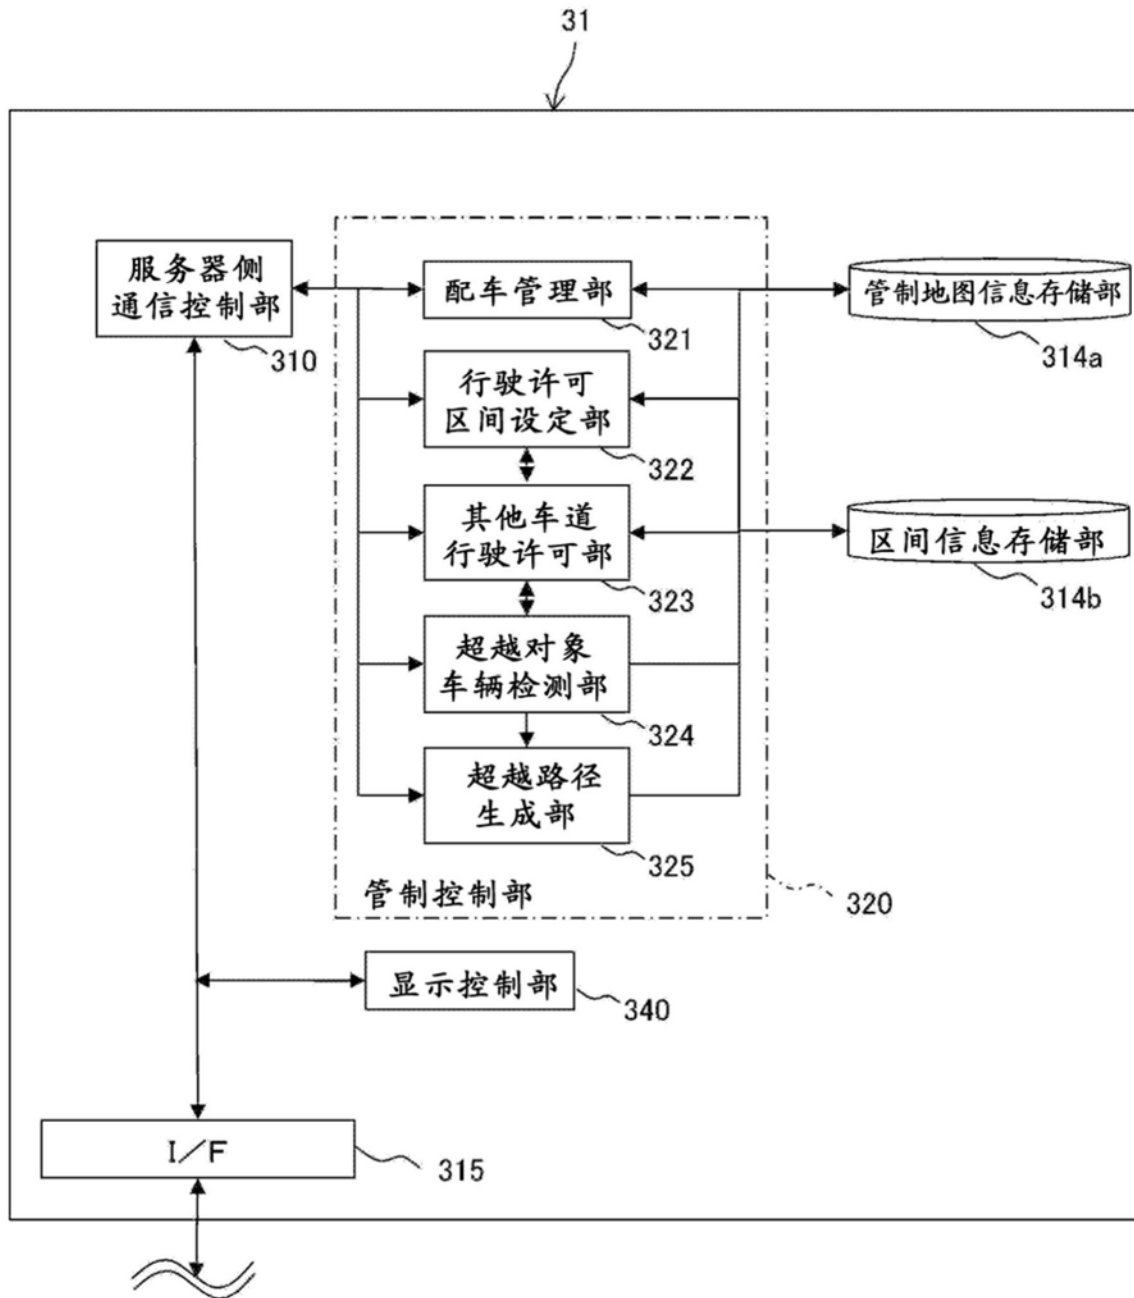 31
服务器侧
通信控制部
310
配车管理部
321
管制地图信息存储部
314a
行驶许可
区间设定部
322
其他车道
行驶许可部
323
区间信息存储部
314b
超越对象
车辆检测部
324
超越路径
生成部
325
管制控制部
320
显示控制部
340
I/F
315